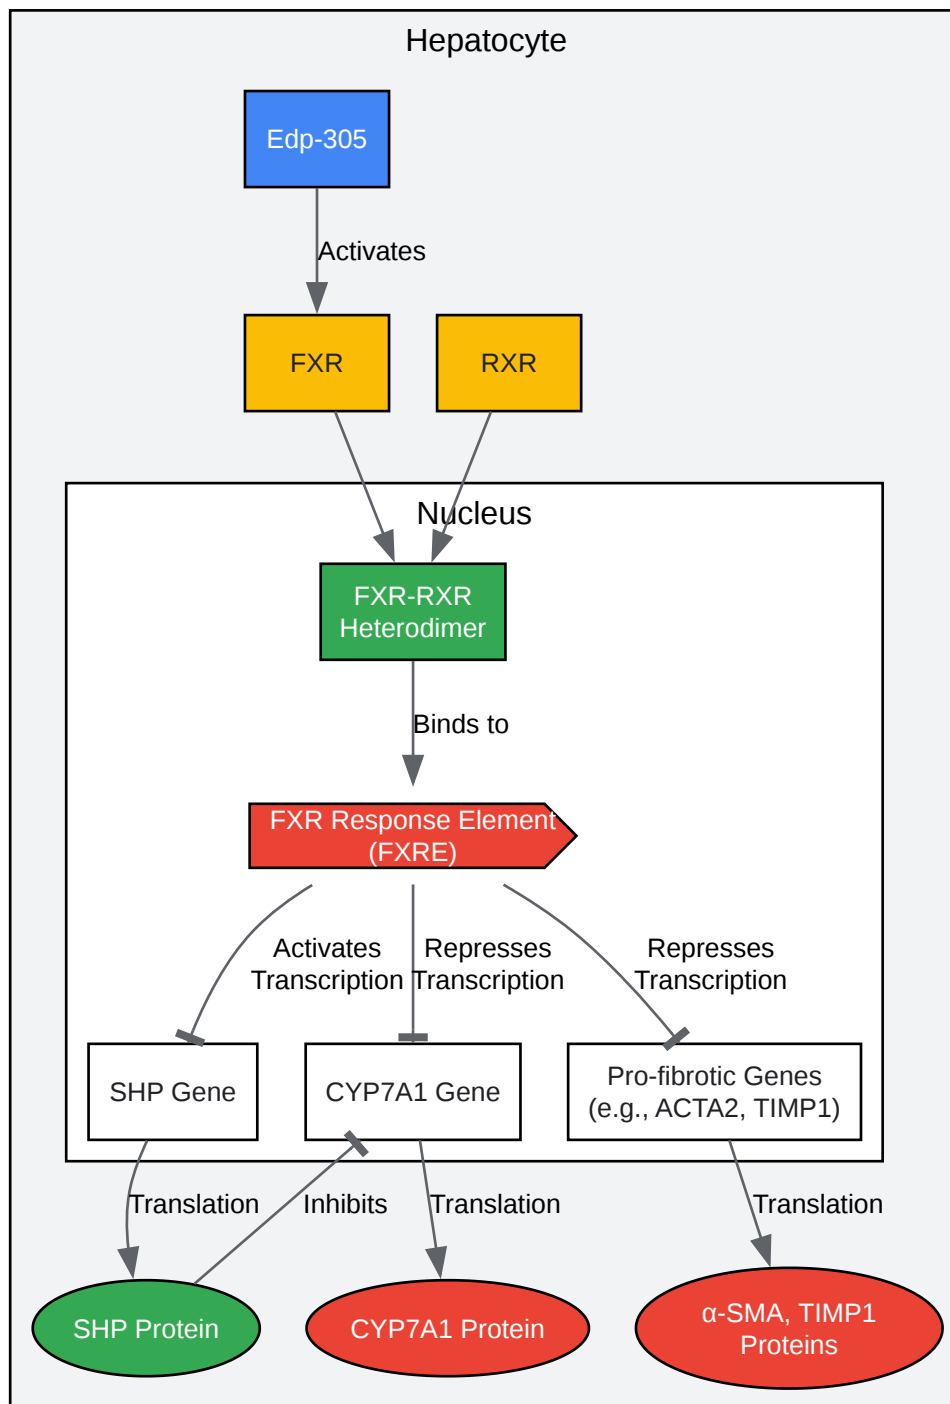 Hepatocyte
Edp-305
Activates
FXR
RXR
Nucleus
FXR-RXR
Heterodimer
Binds to
FXR Response Element
(FXRE)
Activates
Transcription
Represses
Transcription
Represses
Transcription
SHP Gene
CYP7A1 Gene
Pro-fibrotic Genes
(e.g., ACTA2, TIMP1)
Translation
Inhibits
Translation
Translation
SHP Protein
CYP7A1 Protein
α-SMA, TIMP1
Proteins